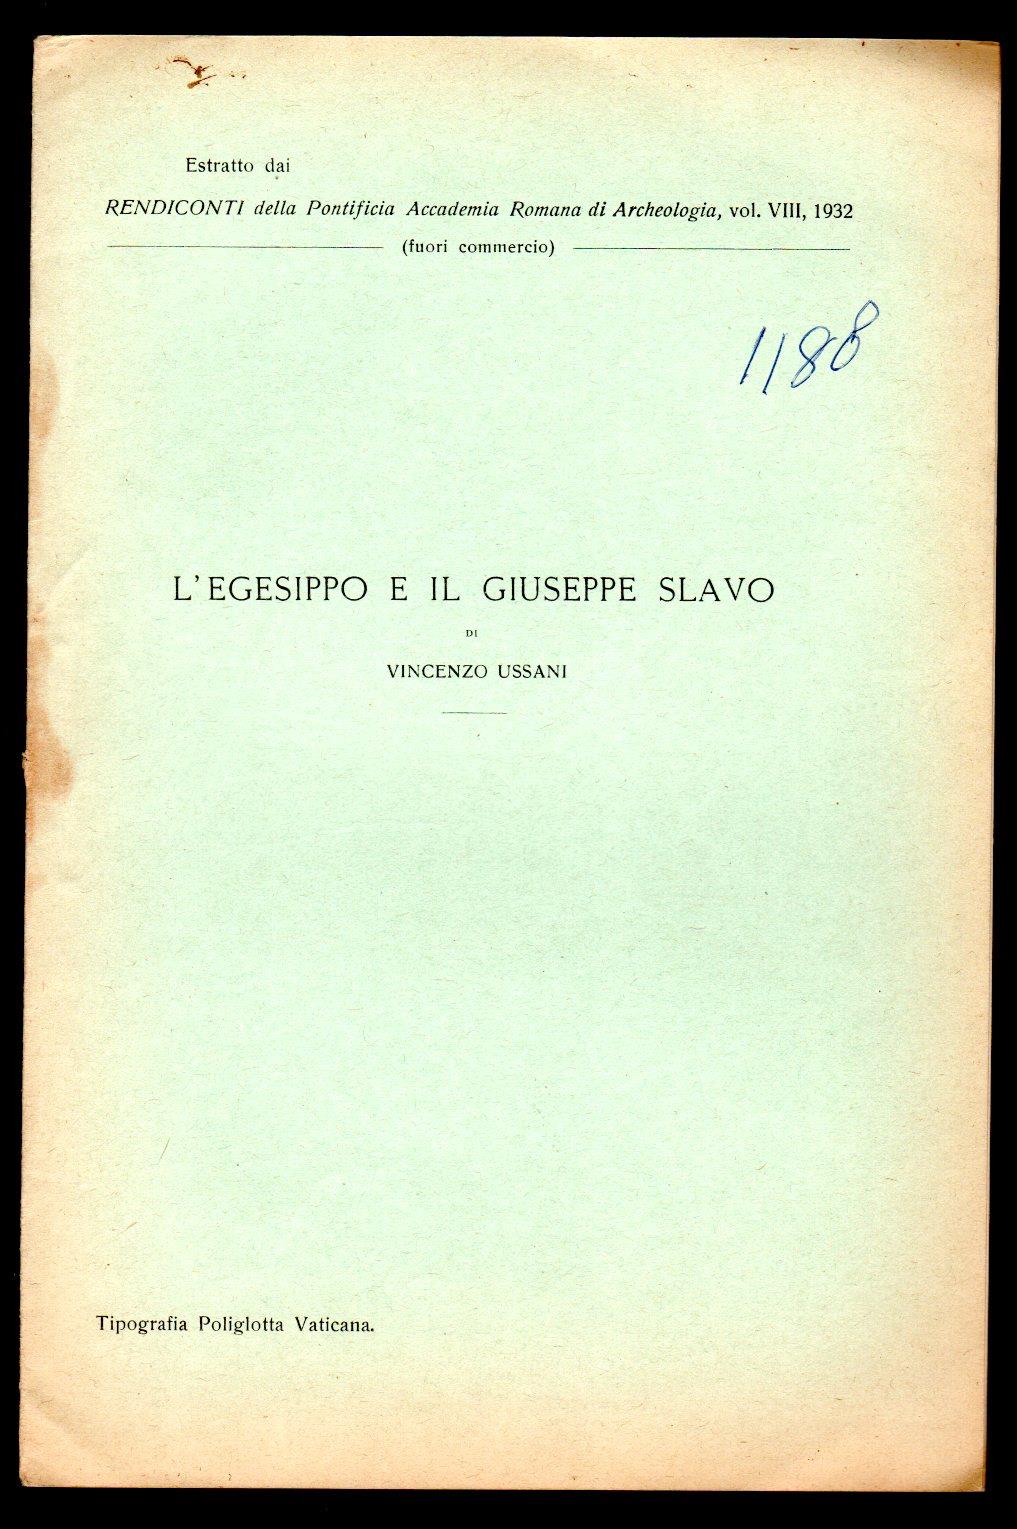 Estratto dai
RENDICONTI della Pontificia Accademia Romana di Archeologia, vol. VIII, 1932
(fuori commercio)
1188
L'EGESIPPO E IL GIUSEPPE SLAVO
DI
VINCENZO USSANI
Tipografia Poliglotta Vaticana.